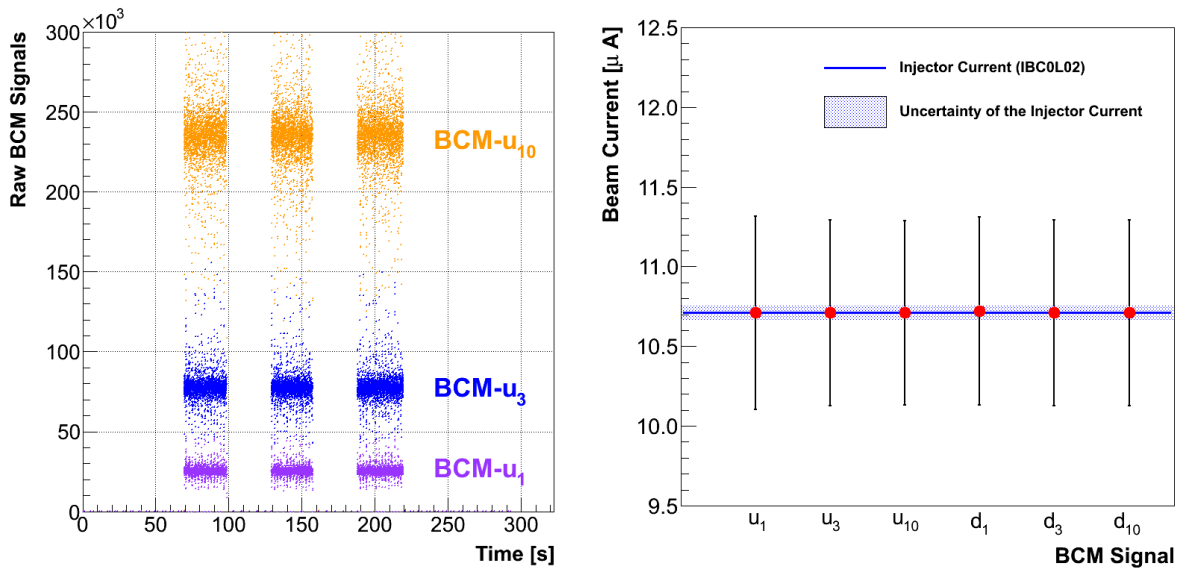 ×10³
300
250
200
150
100
50
0
0 50 100 150 200 250 300
Raw BCM Signals
Time [s]
BCM-u₁₀
BCM-u₃
BCM-u₁
12.5
12.0
11.5
11.0
10.5
10.0
9.5
Beam Current [μ A]
Injector Current (IBC0L02)
Uncertainty of the Injector Current
u₁ u₃ u₁₀ d₁ d₃ d₁₀
BCM Signal